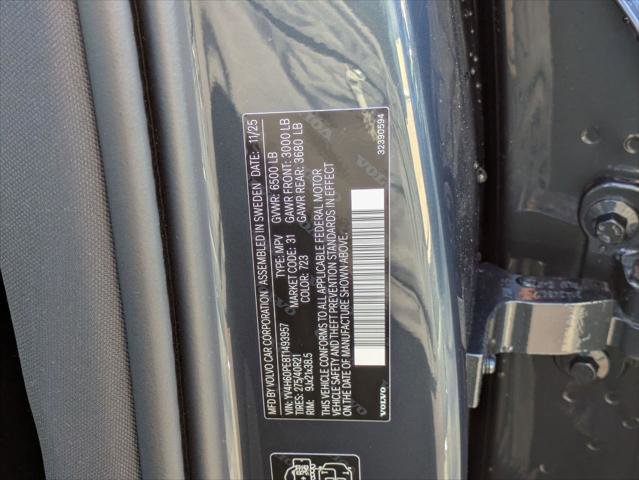 MFD BY VOLVO CAR CORPORATION ASSEMBLED IN SWEDEN DATE: 11/25
VIN: YV4H60PE8T1493957 TYPE: MPV GVWR: 6500 LB
TIRES: 275/40R21 MARKET CODE: 31 GAWR FRONT: 3000 LB
RIM: 9Jx21x38.5 COLOR: 723 GAWR REAR: 3680 LB
THIS VEHICLE CONFORMS TO ALL APPLICABLE FEDERAL MOTOR
VEHICLE SAFETY AND THEFT PREVENTION STANDARDS IN EFFECT
ON THE DATE OF MANUFACTURE SHOWN ABOVE.
VOLVO
32390594